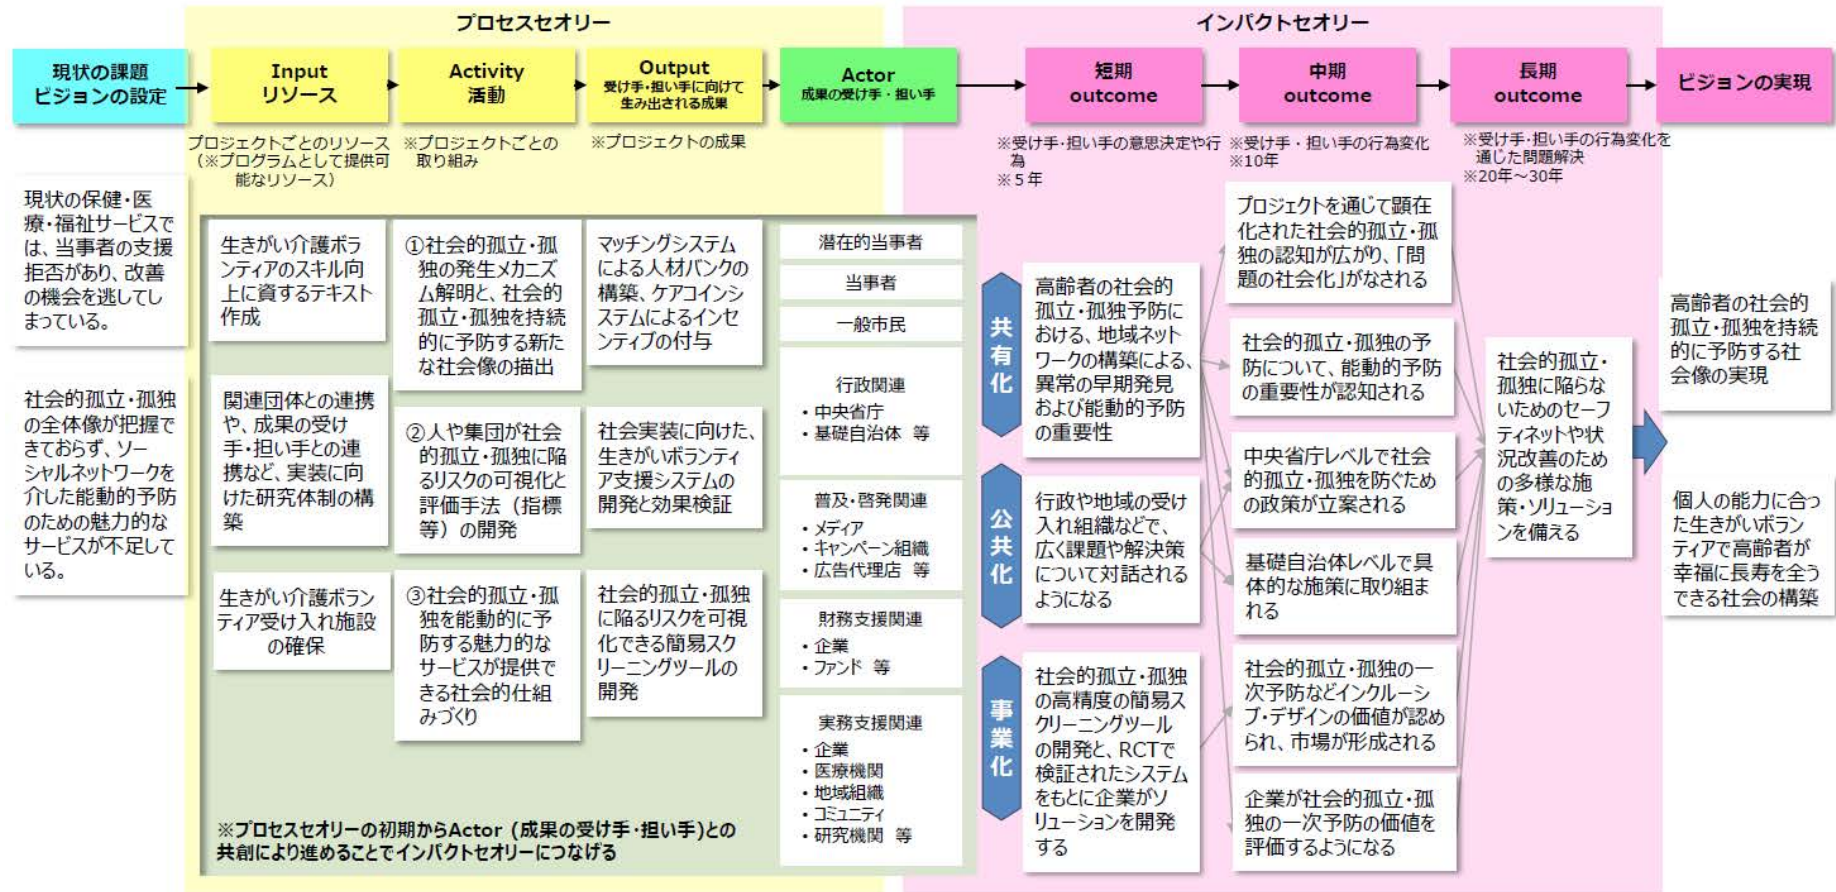 プロセスセオリー
インパクトセオリー
現状の課題
ビジョンの設定
Input
リソース
Activity
活動
Output
受け手・担い手に向けて
生み出される成果
Actor
成果の受け手・担い手
短期
outcome
中期
outcome
長期
outcome
ビジョンの実現
プロジェクトごとのリソース
(※プログラムとして提供可
能なリソース)
※プロジェクトごとの
取り組み
※プロジェクトの成果
※受け手・担い手の意思決定や行
為
※５年
※受け手・担い手の行為変化
※10年
※受け手・担い手の行為変化を
通じた問題解決
※20年～30年
現状の保健・医
療・福祉サービスで
は、当事者の支援
拒否があり、改善
の機会を逃してし
まっている。
社会的孤立・孤独
の全体像が把握で
きておらず、ソー
シャルネットワークを
介した能動的予防
のための魅力的な
サービスが不足して
いる。
生きがい介護ボラ
ンティアのスキル向
上に資するテキスト
作成
関連団体との連携
や、成果の受け
手・担い手との連
携など、実装に向
けた研究体制の構
築
生きがい介護ボラン
ティア受け入れ施設
の確保
①社会的孤立・孤
独の発生メカニズ
ム解明と、社会的
孤立・孤独を持続
的に予防する新た
な社会像の描出
②人や集団が社会
的孤立・孤独に陥
るリスクの可視化と
評価手法（指標
等）の開発
③社会的孤立・孤
独を能動的に予
防する魅力的な
サービスが提供で
きる社会的仕組
みづくり
マッチングシステム
による人材バンクの
構築、ケアコインシ
ステムによるインセ
ンティブの付与
社会実装に向けた、
生きがいボランティ
ア支援システムの
開発と効果検証
社会的孤立・孤独
に陥るリスクを可視
化できる簡易スク
リーニングツールの
開発
※プロセスセオリーの初期からActor (成果の受け手・担い手)との
共創により進めることでインパクトセオリーにつなげる
潜在的当事者
当事者
一般市民
行政関連
・中央省庁
・基礎自治体 等
普及・啓発関連
・メディア
・キャンペーン組織
・広告代理店 等
財務支援関連
・企業
・ファンド 等
実務支援関連
・企業
・医療機関
・地域組織
・コミュニティ
・研究機関 等
共有化
公共化
事業化
高齢者の社会的
孤立・孤独予防に
おける、地域ネット
ワークの構築による、
異常の早期発見
および能動的予防
の重要性
行政や地域の受け
入れ組織などで、
広く課題や解決策
について対話される
ようになる
社会的孤立・孤独
の高精度の簡易ス
クリーニングツール
の開発と、RCTで
検証されたシステム
をもとに企業がソ
リューションを開発
する
プロジェクトを通じて顕在
化された社会的孤立・孤
独の認知が広がり、「問
題の社会化」がなされる
社会的孤立・孤独の予
防について、能動的予防
の重要性が認知される
中央省庁レベルで社会
的孤立・孤独を防ぐため
の政策が立案される
基礎自治体レベルで具
体的な施策に取り組ま
れる
社会的孤立・孤独の一
次予防などインクルーシ
ブ・デザインの価値が認め
られ、市場が形成される
企業が社会的孤立・孤
独の一次予防の価値を
評価するようになる
社会的孤立・
孤独に陥らな
いためのセーフ
ティネットや状
況改善のため
の多様な施
策・ソリューショ
ンを備える
高齢者の社会的
孤立・孤独を持続
的に予防する社
会像の実現
個人の能力に合っ
た生きがいボラン
ティアで高齢者が
幸福に長寿を全う
できる社会の構築